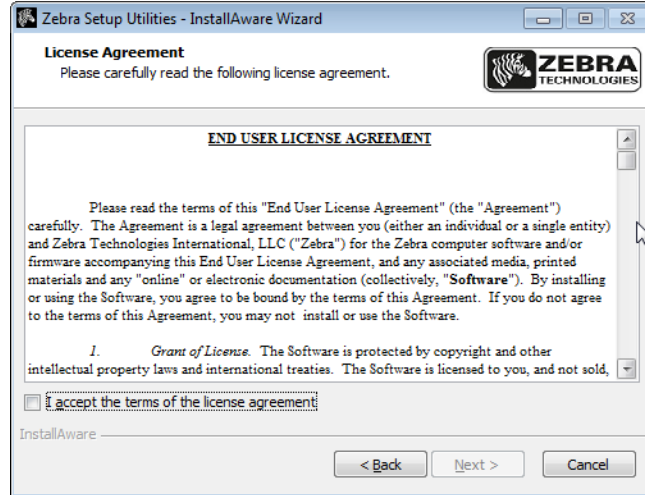 Zebra Setup Utilities - InstallAware Wizard
License Agreement
Please carefully read the following license agreement.
ZEBRA
TECHNOLOGIES
END USER LICENSE AGREEMENT
Please read the terms of this "End User License Agreement" (the "Agreement")
carefully. The Agreement is a legal agreement between you (either an individual or a single entity)
and Zebra Technologies International, LLC ("Zebra") for the Zebra computer software and/or
firmware accompanying this End User License Agreement, and any associated media, printed
materials and any "online" or electronic documentation (collectively, "Software"). By installing
or using the Software, you agree to be bound by the terms of this Agreement. If you do not agree
to the terms of this Agreement, you may not install or use the Software.
1. Grant of License. The Software is protected by copyright and other
intellectual property laws and international treaties. The Software is licensed to you, and not sold,
I accept the terms of the license agreement
InstallAware
< Back Next > Cancel